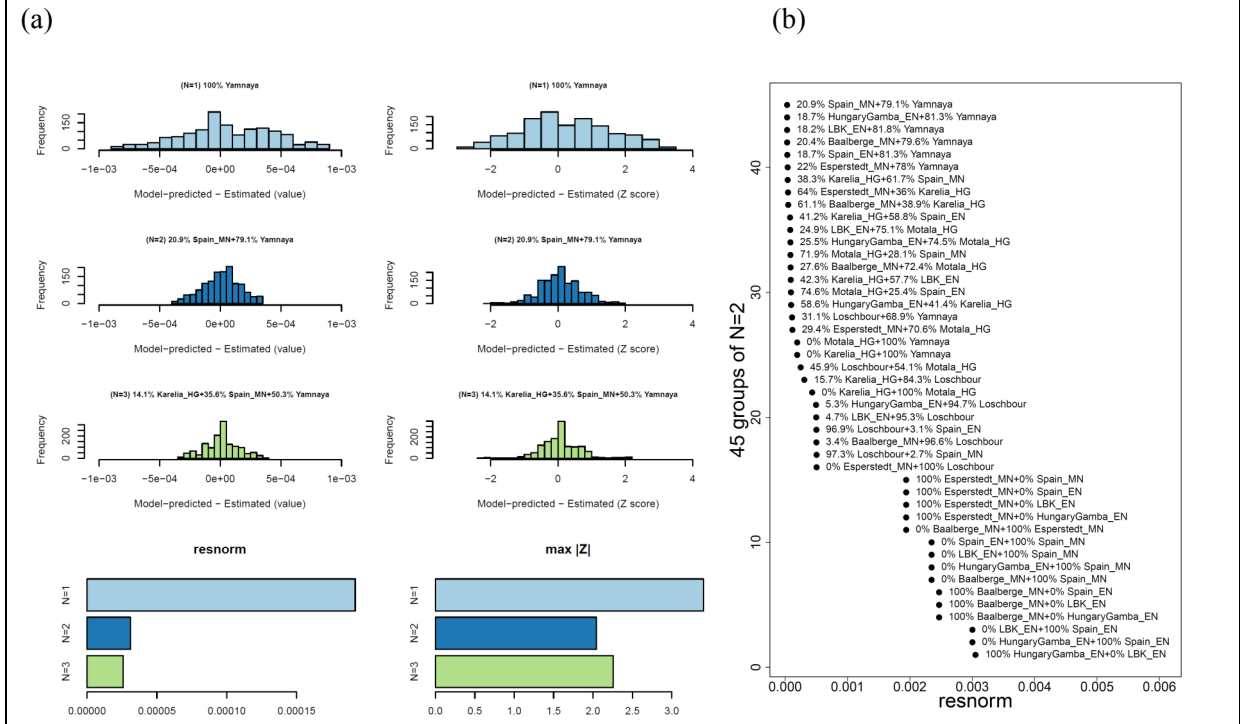 (a)
(N=1) 100% Yamnaya
Frequency
0 150
−1e−03 −5e−04 0e+00 5e−04 1e−03
Model−predicted − Estimated (value)
(N=1) 100% Yamnaya
Frequency
0 150
−2 0 2 4
Model−predicted − Estimated (Z score)
(N=2) 20.9% Spain_MN+79.1% Yamnaya
Frequency
0 150
−1e−03 −5e−04 0e+00 5e−04 1e−03
Model−predicted − Estimated (value)
(N=2) 20.9% Spain_MN+79.1% Yamnaya
Frequency
0 150
−2 0 2 4
Model−predicted − Estimated (Z score)
(N=3) 14.1% Karelia_HG+35.6% Spain_MN+50.3% Yamnaya
Frequency
0 200
−1e−03 −5e−04 0e+00 5e−04 1e−03
Model−predicted − Estimated (value)
(N=3) 14.1% Karelia_HG+35.6% Spain_MN+50.3% Yamnaya
Frequency
0 200
−2 0 2 4
Model−predicted − Estimated (Z score)
resnorm
N=1
N=2
N=3
0.00000 0.00005 0.00010 0.00015
max |Z|
N=1
N=2
N=3
0.0 0.5 1.0 1.5 2.0 2.5 3.0
(b)
20.9% Spain_MN+79.1% Yamnaya
18.7% HungaryGamba_EN+81.3% Yamnaya
18.2% LBK_EN+81.8% Yamnaya
20.4% Baalberge_MN+79.6% Yamnaya
18.7% Spain_EN+81.3% Yamnaya
22% Esperstedt_MN+78% Yamnaya
38.3% Karelia_HG+61.7% Spain_MN
64% Esperstedt_MN+36% Karelia_HG
61.1% Baalberge_MN+38.9% Karelia_HG
41.2% Karelia_HG+58.8% Spain_EN
24.9% LBK_EN+75.1% Motala_HG
25.5% HungaryGamba_EN+74.5% Motala_HG
71.9% Motala_HG+28.1% Spain_MN
27.6% Baalberge_MN+72.4% Motala_HG
42.3% Karelia_HG+57.7% LBK_EN
74.6% Motala_HG+25.4% Spain_EN
58.6% HungaryGamba_EN+41.4% Karelia_HG
31.1% Loschbour+68.9% Yamnaya
29.4% Esperstedt_MN+70.6% Motala_HG
0% Motala_HG+100% Yamnaya
0% Karelia_HG+100% Yamnaya
45.9% Loschbour+54.1% Motala_HG
15.7% Karelia_HG+84.3% Loschbour
0% Karelia_HG+100% Motala_HG
5.3% HungaryGamba_EN+94.7% Loschbour
4.7% LBK_EN+95.3% Loschbour
96.9% Loschbour+3.1% Spain_EN
3.4% Baalberge_MN+96.6% Loschbour
97.3% Loschbour+2.7% Spain_MN
0% Esperstedt_MN+100% Loschbour
100% Esperstedt_MN+0% Spain_MN
100% Esperstedt_MN+0% Spain_EN
100% Esperstedt_MN+0% LBK_EN
100% Esperstedt_MN+0% HungaryGamba_EN
0% Baalberge_MN+100% Esperstedt_MN
0% Spain_EN+100% Spain_MN
0% LBK_EN+100% Spain_MN
0% HungaryGamba_EN+100% Spain_MN
0% Baalberge_MN+100% Spain_MN
100% Baalberge_MN+0% Spain_EN
100% Baalberge_MN+0% LBK_EN
100% Baalberge_MN+0% HungaryGamba_EN
0% LBK_EN+100% Spain_EN
0% HungaryGamba_EN+100% Spain_EN
100% HungaryGamba_EN+0% LBK_EN
45 groups of N=2
0 10 20 30 40
0.000 0.001 0.002 0.003 0.004 0.005 0.006
resnorm